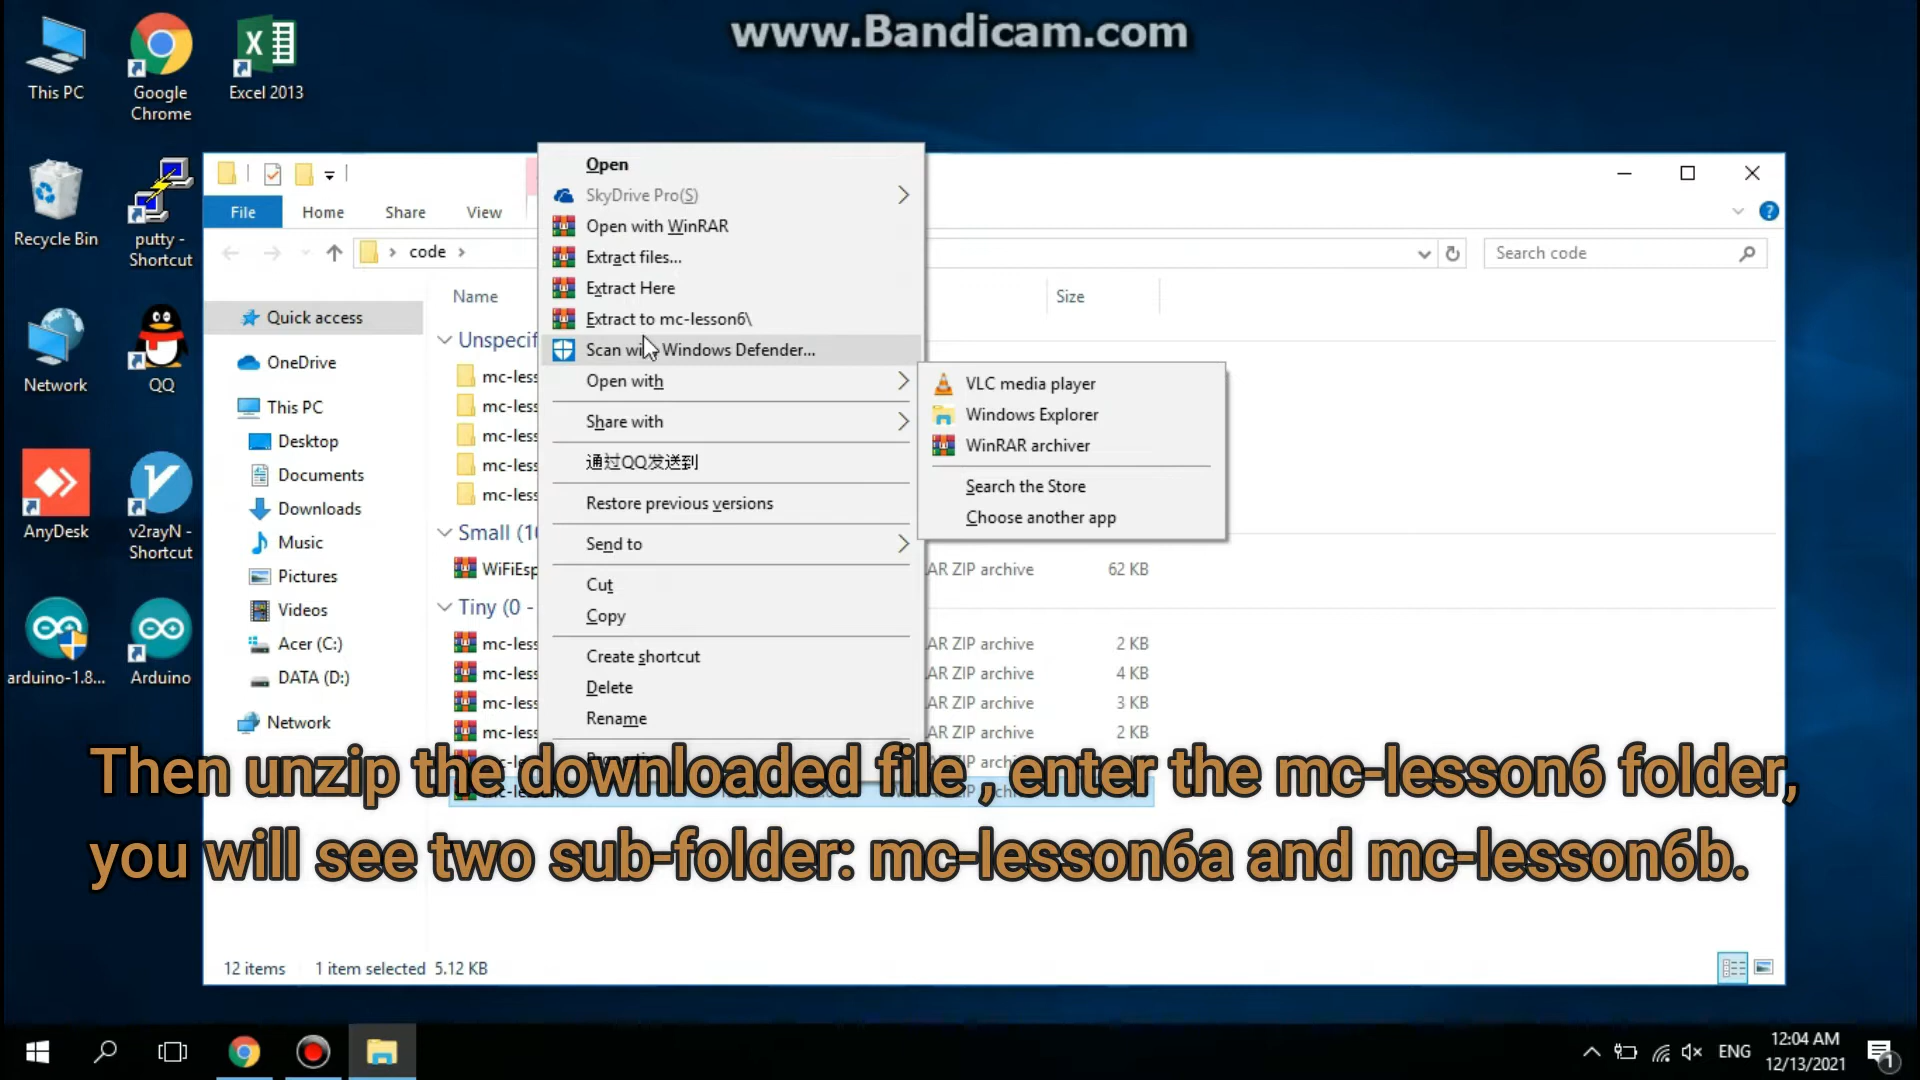 www.Bandicam.com
This PC
Google
Chrome
Excel 2013
Recycle Bin
putty -
Shortcut
Network
QQ
AnyDesk
v2rayN -
Shortcut
arduino-1.8...
Arduino
File
Home
Share
View
code
Search code
Quick access
OneDrive
This PC
Desktop
Documents
Downloads
Music
Pictures
Videos
Acer (C:)
DATA (D:)
Network
Name
Size
Unspecif
mc-less
mc-less
mc-less
mc-less
mc-less
Small (1
WiFiEsp
AR ZIP archive
62 KB
Tiny (0 -
mc-less
AR ZIP archive
2 KB
mc-less
AR ZIP archive
4 KB
mc-less
AR ZIP archive
3 KB
mc-less
AR ZIP archive
2 KB
Open
SkyDrive Pro(S)
Open with WinRAR
Extract files...
Extract Here
Extract to mc-lesson6\
Scan with Windows Defender...
Open with
Share with
通过QQ发送到
Restore previous versions
Send to
Cut
Copy
Create shortcut
Delete
Rename
VLC media player
Windows Explorer
WinRAR archiver
Search the Store
Choose another app
Then unzip the downloaded file , enter the mc-lesson6 folder,
you will see two sub-folder: mc-lesson6a and mc-lesson6b.
12 items
1 item selected 5.12 KB
ENG
12:04 AM
12/13/2021
1